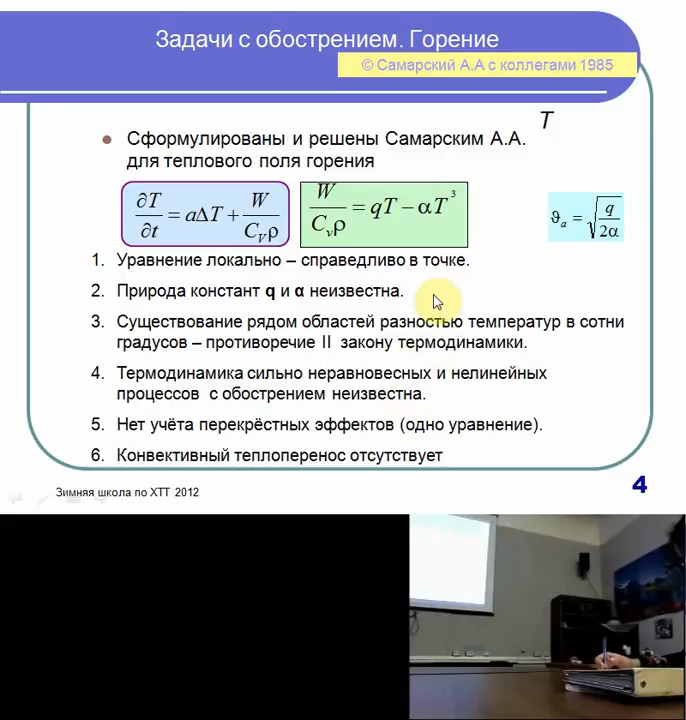 Задачи с обострением. Горение
© Самарский А.А с коллегами 1985
T
Сформулированы и решены Самарским А.А.
для теплового поля горения
∂T/∂t = aΔT + W/(C_Vρ)
W/(C_vρ) = qT − αT³
ϑ_a = √(q/2α)
1. Уравнение локально – справедливо в точке.
2. Природа констант q и α неизвестна.
3. Существование рядом областей разностью температур в сотни
градусов – противоречие II закону термодинамики.
4. Термодинамика сильно неравновесных и нелинейных
процессов с обострением неизвестна.
5. Нет учёта перекрёстных эффектов (одно уравнение).
6. Конвективный теплоперенос отсутствует
Зимняя школа по ХТТ 2012
4